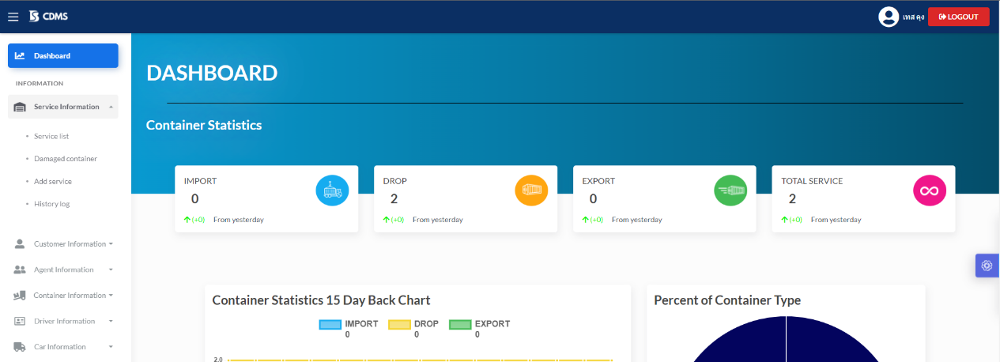 CDMS
เทส คุง
LOGOUT
Dashboard
INFORMATION
Service Information
Service list
Damaged container
Add service
History log
Customer Information
Agent Information
Container Information
Driver Information
Car Information
DASHBOARD
Container Statistics
IMPORT
0
(+0) From yesterday
DROP
2
(+0) From yesterday
EXPORT
0
(+0) From yesterday
TOTAL SERVICE
2
(+0) From yesterday
Container Statistics 15 Day Back Chart
IMPORT DROP EXPORT
0 0 0
2.0
Percent of Container Type